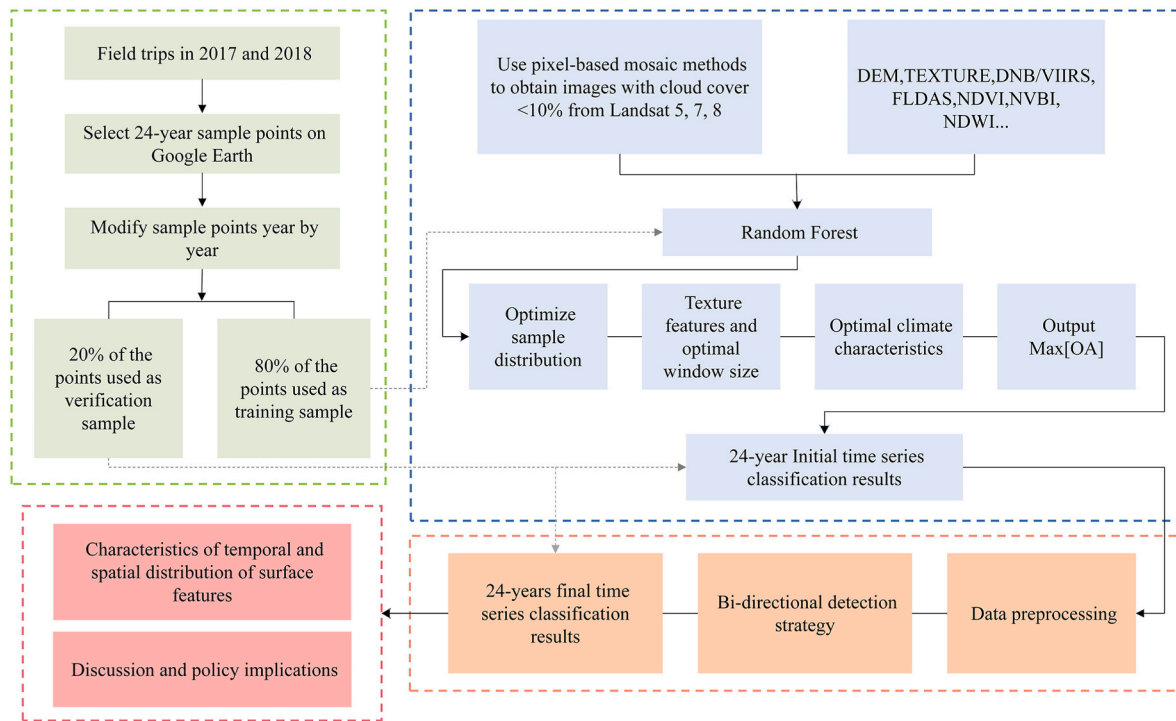 Field trips in 2017 and 2018
Select 24-year sample points on
Google Earth
Modify sample points year by
year
20% of the
points used as
verification
sample
80% of the
points used as
training sample
Use pixel-based mosaic methods
to obtain images with cloud cover
<10% from Landsat 5, 7, 8
DEM,TEXTURE,DNB/VIIRS,
FLDAS,NDVI,NVBI,
NDWI...
Random Forest
Optimize
sample
distribution
Texture
features and
optimal
window size
Optimal climate
characteristics
Output
Max[OA]
24-year Initial time series
classification results
Characteristics of temporal and
spatial distribution of surface
features
Discussion and policy implications
24-years final time
series classification
results
Bi-directional detection
strategy
Data preprocessing